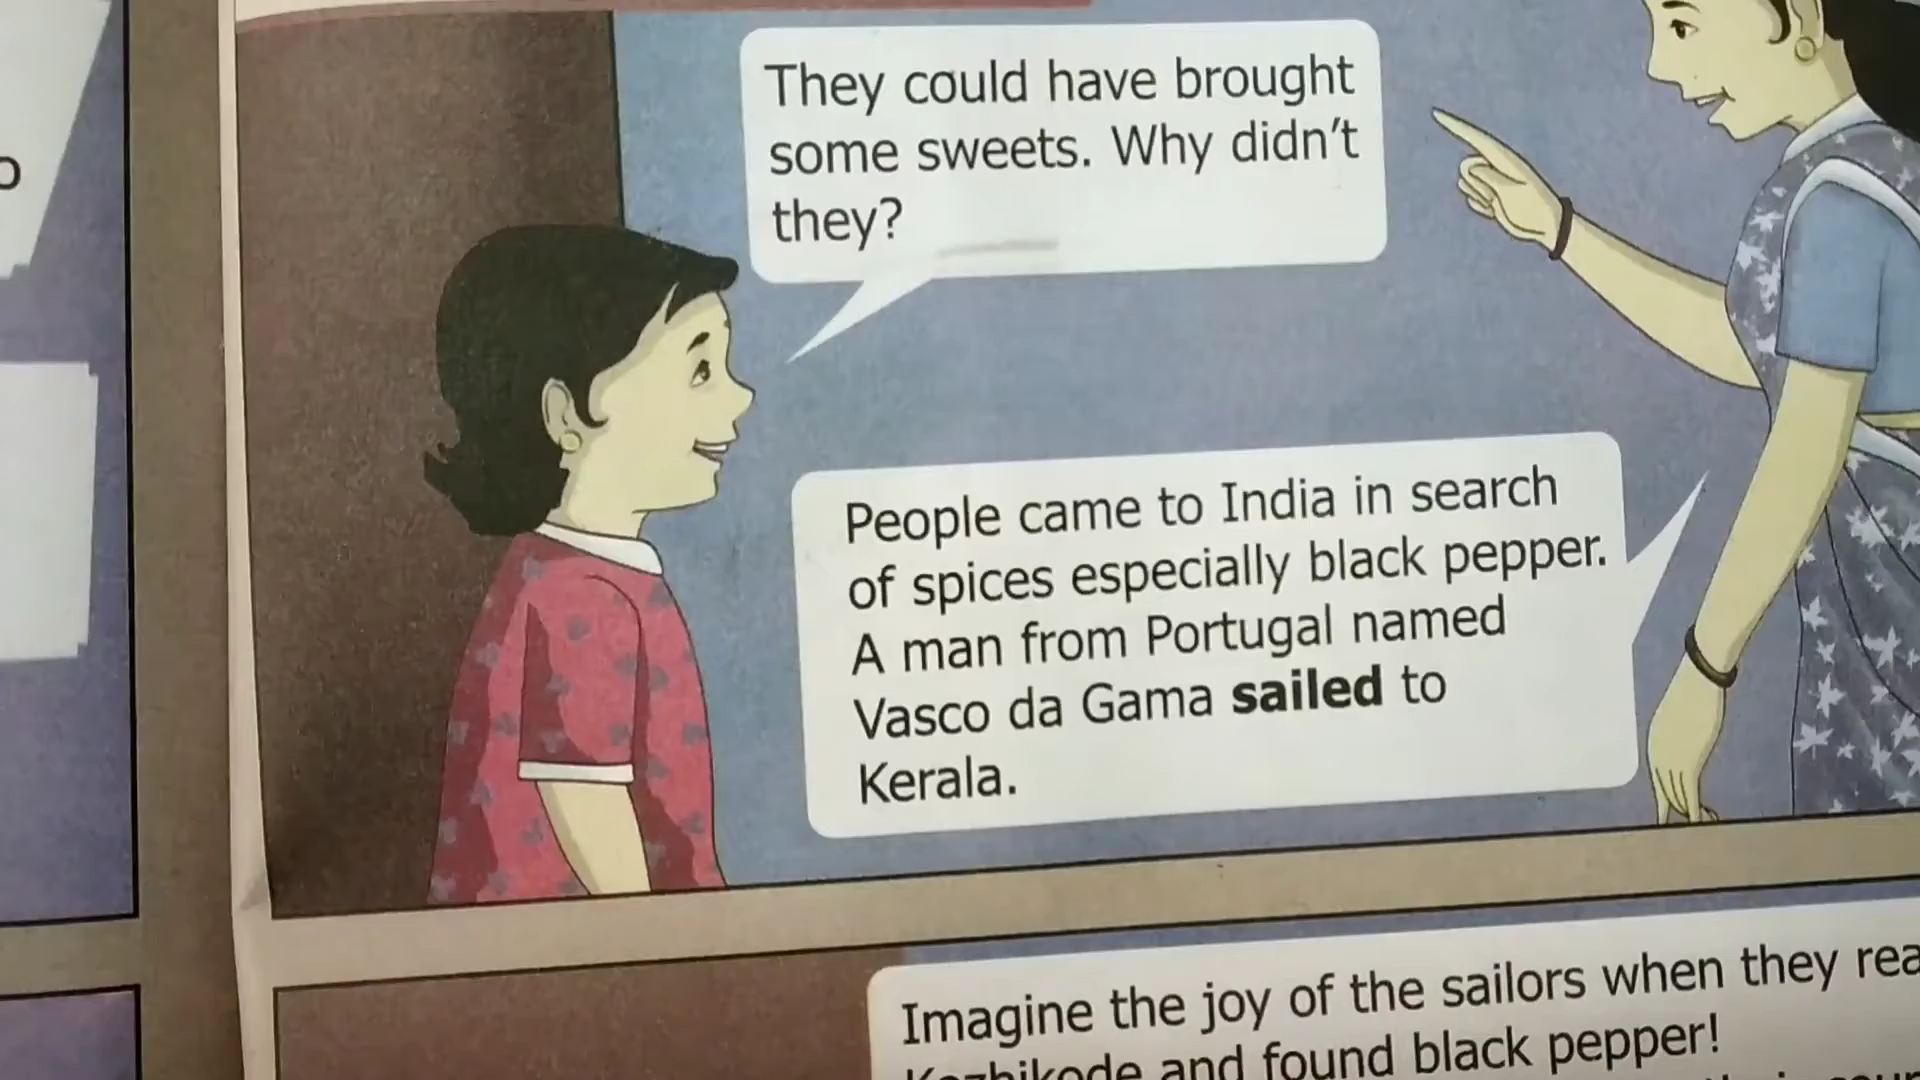 They could have brought
some sweets. Why didn't
they?
People came to India in search
of spices especially black pepper.
A man from Portugal named
Vasco da Gama sailed to
Kerala.
Imagine the joy of the sailors when they
and found black pepper!